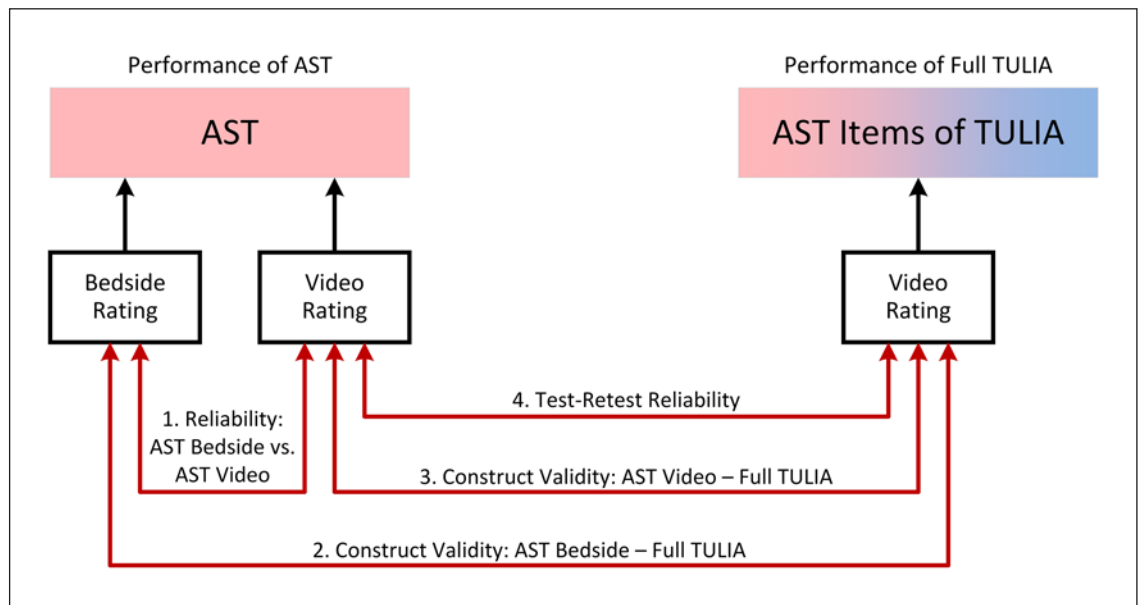 Performance of AST
Performance of Full TULIA
AST
AST Items of TULIA
Bedside
Rating
Video
Rating
Video
Rating
1. Reliability:
AST Bedside vs.
AST Video
4. Test-Retest Reliability
3. Construct Validity: AST Video – Full TULIA
2. Construct Validity: AST Bedside – Full TULIA